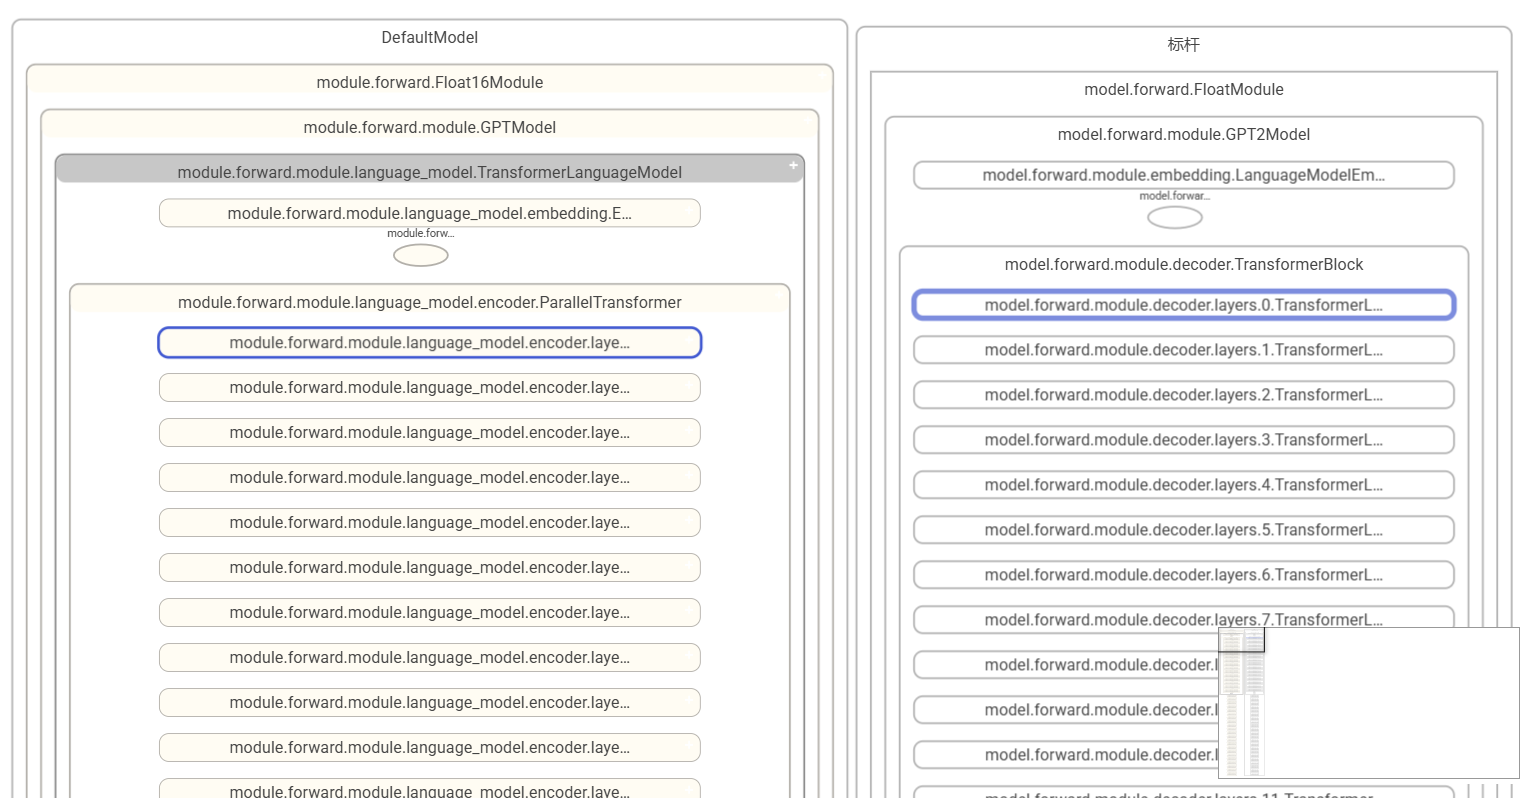 DefaultModel
module.forward.Float16Module
module.forward.module.GPTModel
module.forward.module.language_model.TransformerLanguageModel
+
module.forward.module.language_model.embedding.E...
module.forw...
module.forward.module.language_model.encoder.ParallelTransformer
module.forward.module.language_model.encoder.laye...
module.forward.module.language_model.encoder.laye...
module.forward.module.language_model.encoder.laye...
module.forward.module.language_model.encoder.laye...
module.forward.module.language_model.encoder.laye...
module.forward.module.language_model.encoder.laye...
module.forward.module.language_model.encoder.laye...
module.forward.module.language_model.encoder.laye...
module.forward.module.language_model.encoder.laye...
module.forward.module.language_model.encoder.laye...
module.forward.module.language_model.encoder.laye...
标杆
model.forward.FloatModule
model.forward.module.GPT2Model
model.forward.module.embedding.LanguageModelEm...
model.forwar...
model.forward.module.decoder.TransformerBlock
model.forward.module.decoder.layers.0.TransformerL...
model.forward.module.decoder.layers.1.TransformerL...
model.forward.module.decoder.layers.2.TransformerL...
model.forward.module.decoder.layers.3.TransformerL...
model.forward.module.decoder.layers.4.TransformerL...
model.forward.module.decoder.layers.5.TransformerL...
model.forward.module.decoder.layers.6.TransformerL...
model.forward.module.decoder.layers.7.TransformerL...
model.forward.module.decoder.l
model.forward.module.decoder.l
model.forward.module.decoder.l
model.forward.module.decoder.layers.11.Transformer...